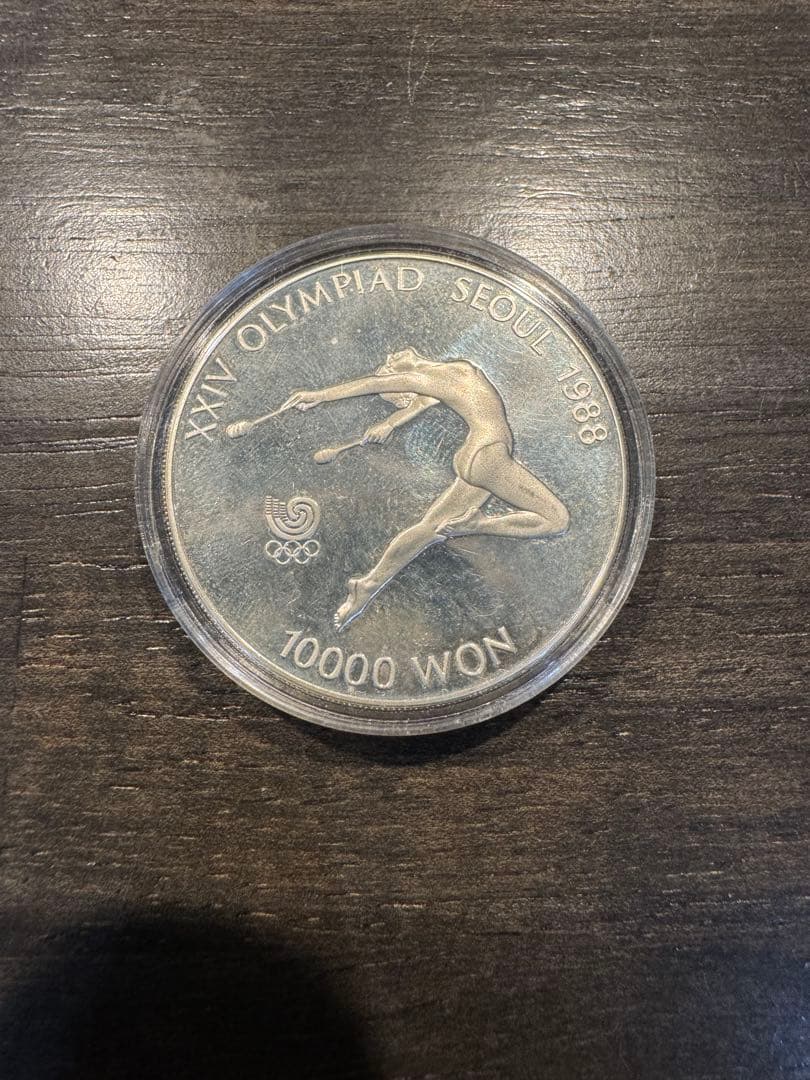 XXIV OLYMPIAD SEOUL 1988
10000 WON